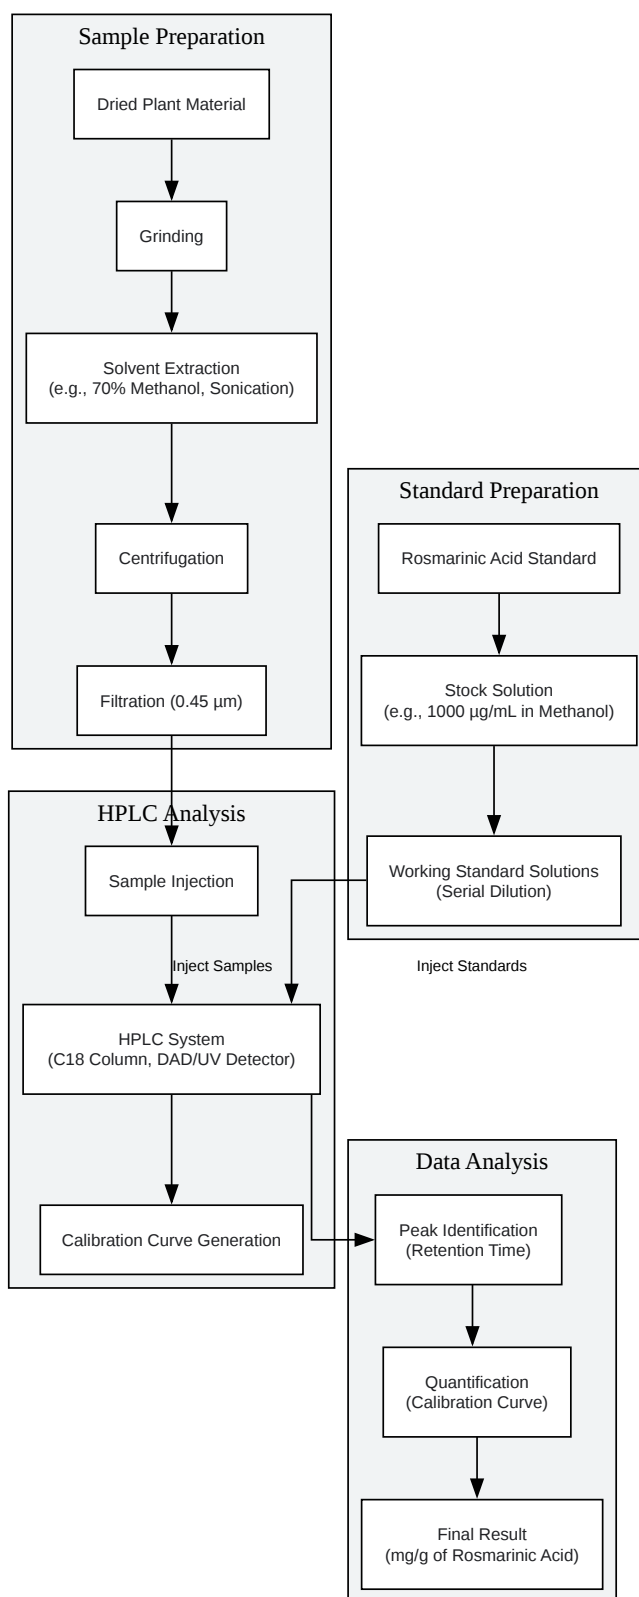 Sample Preparation
Dried Plant Material
Grinding
Solvent Extraction
(e.g., 70% Methanol, Sonication)
Centrifugation
Filtration (0.45 µm)
Standard Preparation
Rosmarinic Acid Standard
Stock Solution
(e.g., 1000 µg/mL in Methanol)
Working Standard Solutions
(Serial Dilution)
HPLC Analysis
Sample Injection
Inject Samples
Inject Standards
HPLC System
(C18 Column, DAD/UV Detector)
Calibration Curve Generation
Data Analysis
Peak Identification
(Retention Time)
Quantification
(Calibration Curve)
Final Result
(mg/g of Rosmarinic Acid)